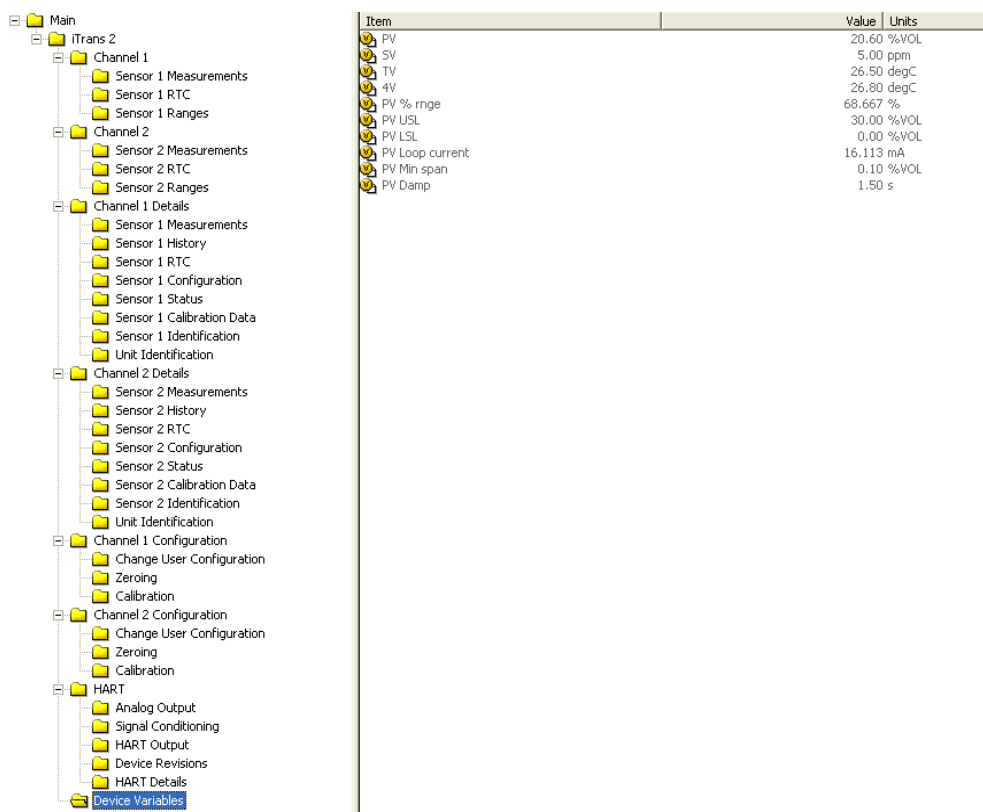 Main
iTrans 2
Channel 1
Sensor 1 Measurements
Sensor 1 RTC
Sensor 1 Ranges
Channel 2
Sensor 2 Measurements
Sensor 2 RTC
Sensor 2 Ranges
Channel 1 Details
Sensor 1 Measurements
Sensor 1 History
Sensor 1 RTC
Sensor 1 Configuration
Sensor 1 Status
Sensor 1 Calibration Data
Sensor 1 Identification
Unit Identification
Channel 2 Details
Sensor 2 Measurements
Sensor 2 History
Sensor 2 RTC
Sensor 2 Configuration
Sensor 2 Status
Sensor 2 Calibration Data
Sensor 2 Identification
Unit Identification
Channel 1 Configuration
Change User Configuration
Zeroing
Calibration
Channel 2 Configuration
Change User Configuration
Zeroing
Calibration
HART
Analog Output
Signal Conditioning
HART Output
Device Revisions
HART Details
Device Variables
Item Value Units
PV 20.60 %VOL
SV 5.00 ppm
TV 26.50 degC
4V 26.80 degC
PV % rnge 68.667 %
PV USL 30.00 %VOL
PV LSL 0.00 %VOL
PV Loop current 16.113 mA
PV Min span 0.10 %VOL
PV Damp 1.50 s